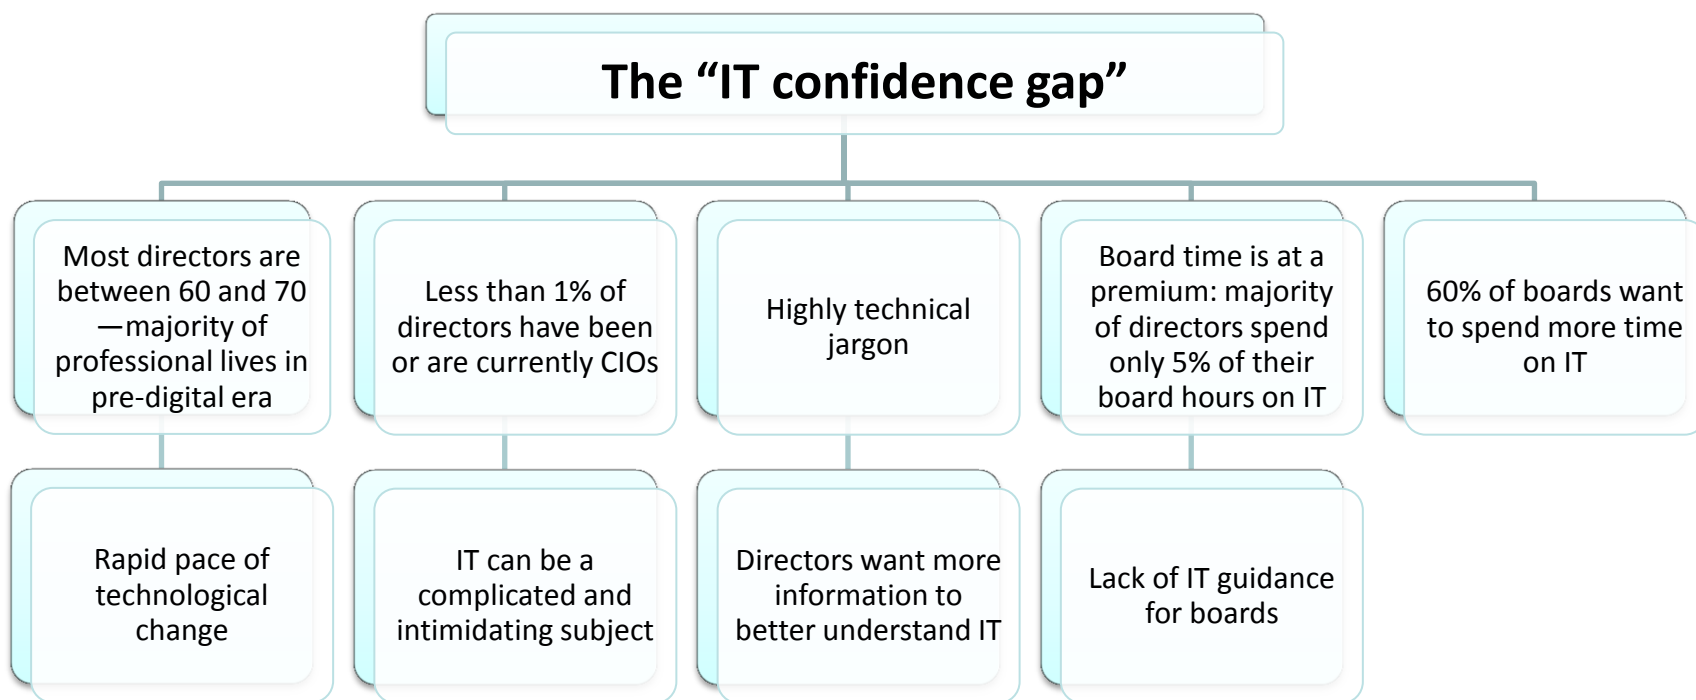 The “IT confidence gap”
Most directors are
between 60 and 70
—majority of
professional lives in
pre-digital era
Less than 1% of
directors have been
or are currently CIOs
Highly technical
jargon
Board time is at a
premium: majority
of directors spend
only 5% of their
board hours on IT
60% of boards want
to spend more time
on IT
Rapid pace of
technological
change
IT can be a
complicated and
intimidating subject
Directors want more
information to
better understand IT
Lack of IT guidance
for boards